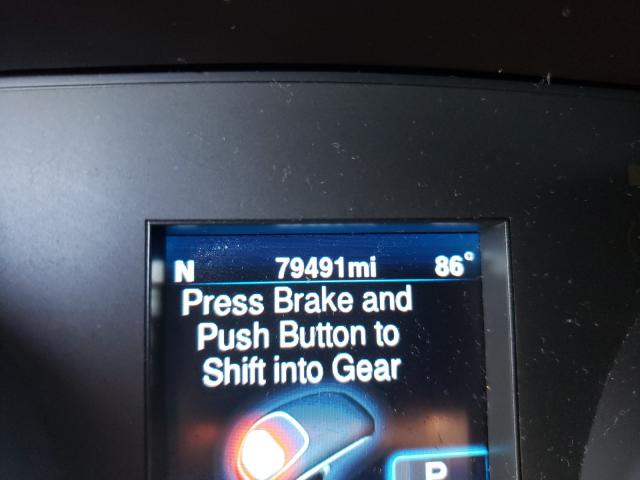 N 79491mi 86°
Press Brake and
Push Button to
Shift into Gear
P